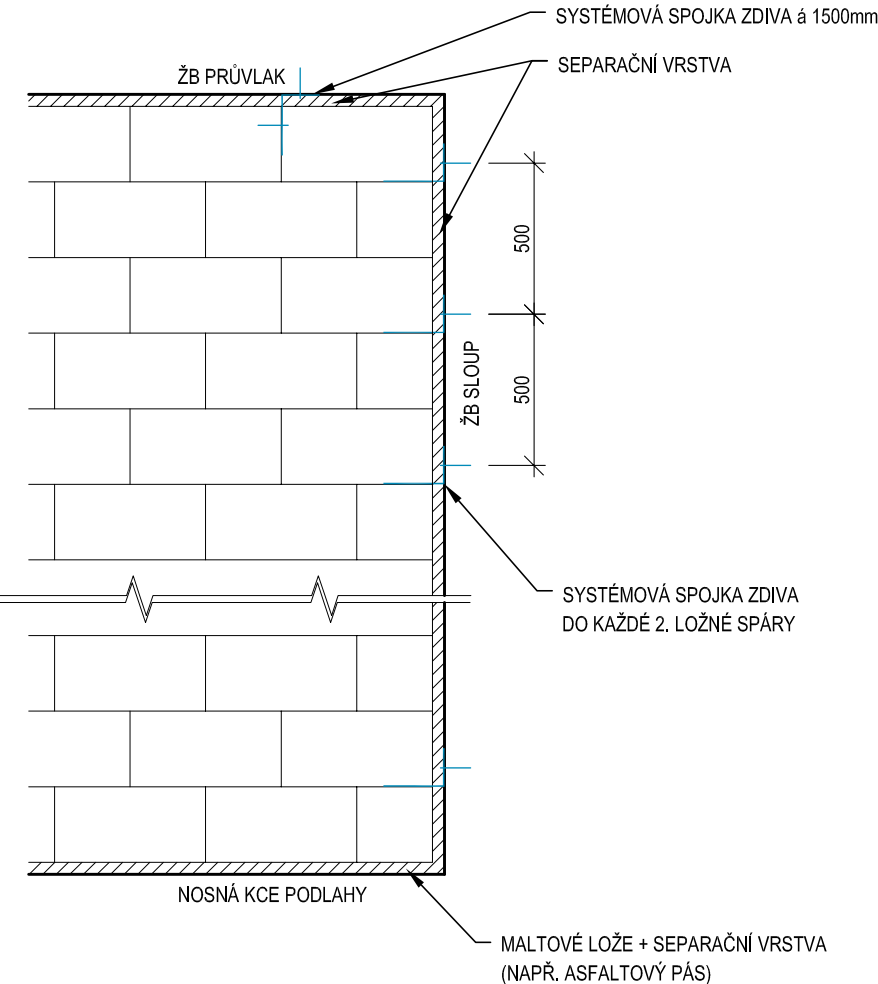 SYSTÉMOVÁ SPOJKA ZDIVA á 1500mm
SEPARAČNÍ VRSTVA
ŽB PRŮVLAK
500
ŽB SLOUP
500
SYSTÉMOVÁ SPOJKA ZDIVA
DO KAŽDÉ 2. LOŽNÉ SPÁRY
NOSNÁ KCE PODLAHY
MALTOVÉ LOŽE + SEPARAČNÍ VRSTVA
(NAPŘ. ASFALTOVÝ PÁS)